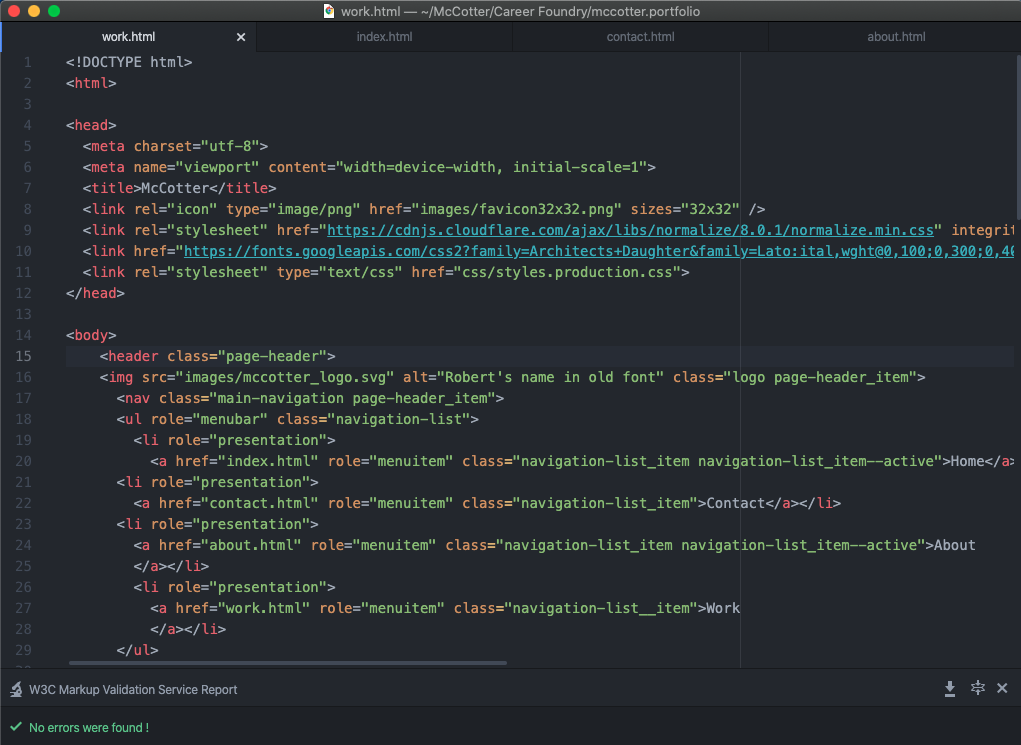 work.html — ~/McCotter/Career Foundry/mccotter.portfolio
work.html × index.html contact.html about.html
1 <!DOCTYPE html>
2 <html>
3
4 <head>
5 <meta charset="utf-8">
6 <meta name="viewport" content="width=device-width, initial-scale=1">
7 <title>McCotter</title>
8 <link rel="icon" type="image/png" href="images/favicon32x32.png" sizes="32x32" />
9 <link rel="stylesheet" href="https://cdnjs.cloudflare.com/ajax/libs/normalize/8.0.1/normalize.min.css" integrit
10 <link href="https://fonts.googleapis.com/css2?family=Architects+Daughter&family=Lato:ital,wght@0,100;0,300;0,40
11 <link rel="stylesheet" type="text/css" href="css/styles.production.css">
12 </head>
13
14 <body>
15 <header class="page-header">
16 <img src="images/mccotter_logo.svg" alt="Robert's name in old font" class="logo page-header_item">
17 <nav class="main-navigation page-header_item">
18 <ul role="menubar" class="navigation-list">
19 <li role="presentation">
20 <a href="index.html" role="menuitem" class="navigation-list_item navigation-list_item--active">Home</a>
21 <li role="presentation">
22 <a href="contact.html" role="menuitem" class="navigation-list_item">Contact</a></li>
23 <li role="presentation">
24 <a href="about.html" role="menuitem" class="navigation-list_item navigation-list_item--active">About
25 </a></li>
26 <li role="presentation">
27 <a href="work.html" role="menuitem" class="navigation-list__item">Work
28 </a></li>
29 </ul>
W3C Markup Validation Service Report
No errors were found !